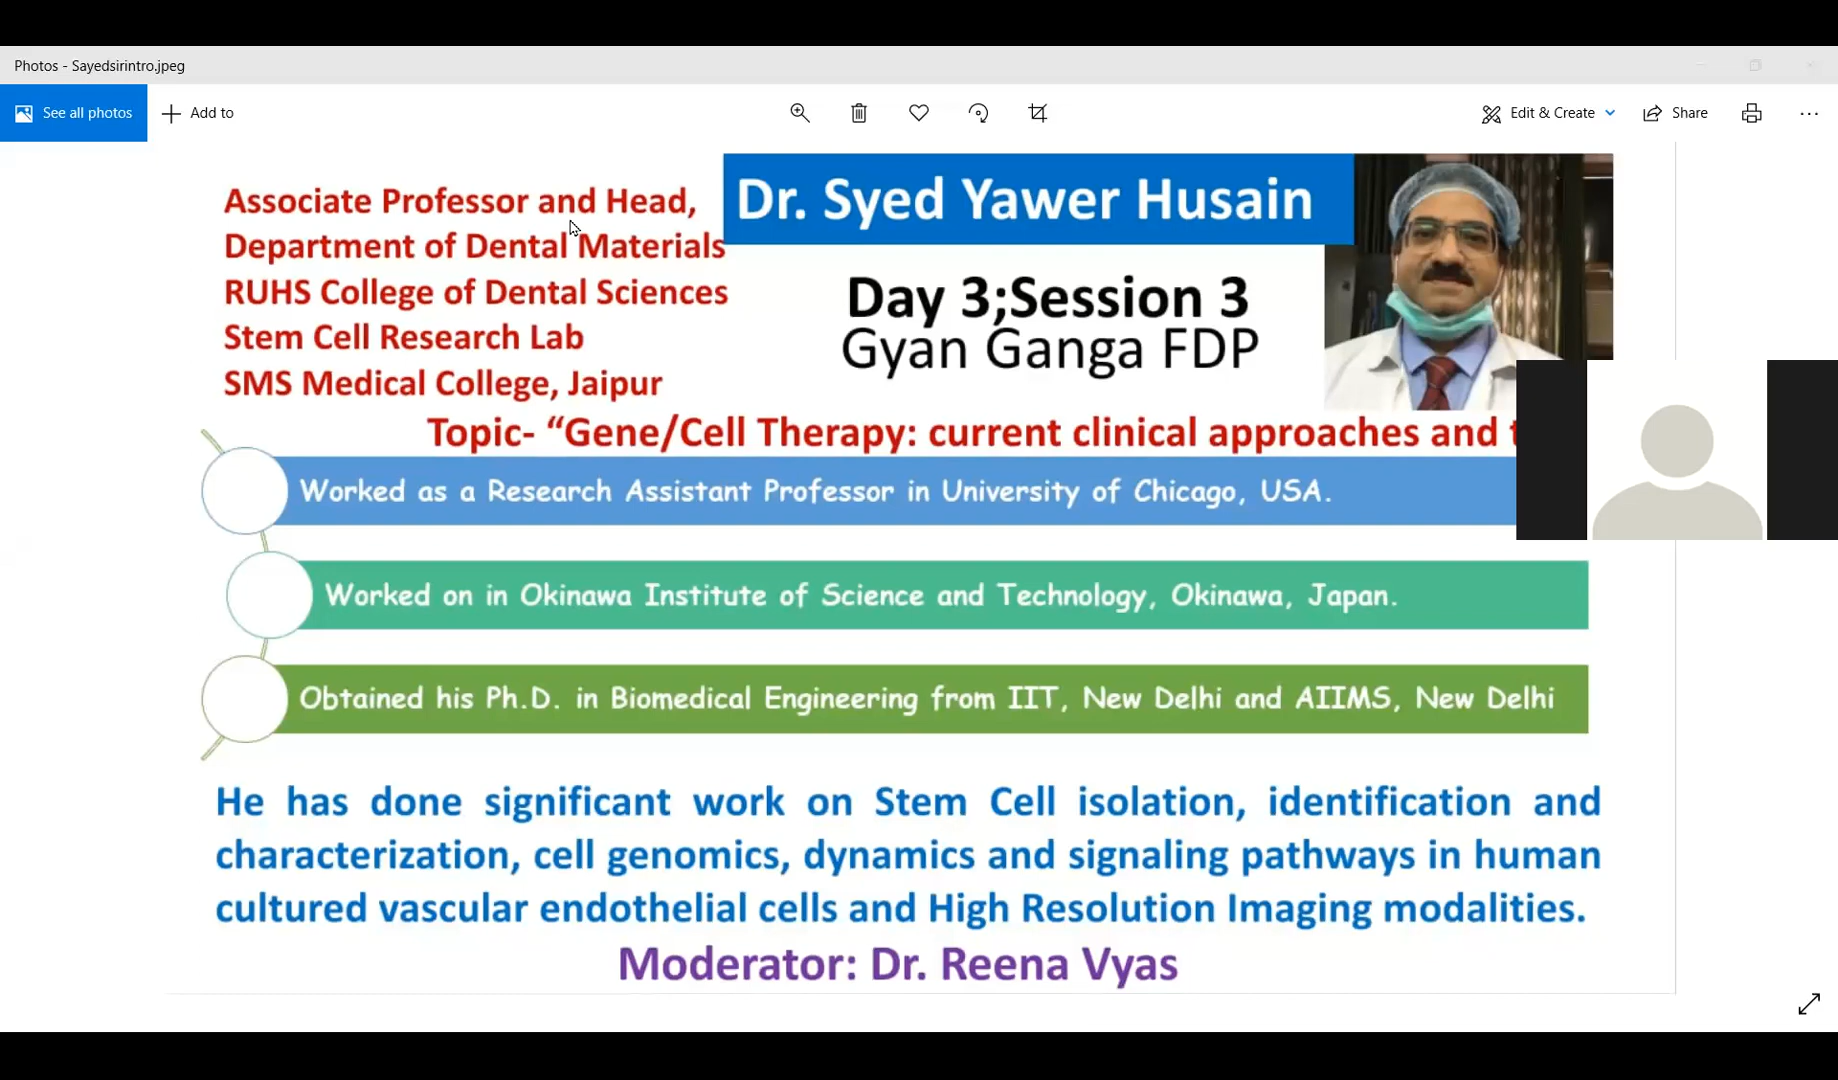 Photos - Sayedsirintro.jpeg
See all photos
Add to
Edit & Create
Share
Associate Professor and Head,
Department of Dental Materials
RUHS College of Dental Sciences
Stem Cell Research Lab
SMS Medical College, Jaipur
Dr. Syed Yawer Husain
Day 3;Session 3
Gyan Ganga FDP
Topic- “Gene/Cell Therapy: current clinical approaches and
Worked as a Research Assistant Professor in University of Chicago, USA.
Worked on in Okinawa Institute of Science and Technology, Okinawa, Japan.
Obtained his Ph.D. in Biomedical Engineering from IIT, New Delhi and AIIMS, New Delhi
He has done significant work on Stem Cell isolation, identification and
characterization, cell genomics, dynamics and signaling pathways in human
cultured vascular endothelial cells and High Resolution Imaging modalities.
Moderator: Dr. Reena Vyas